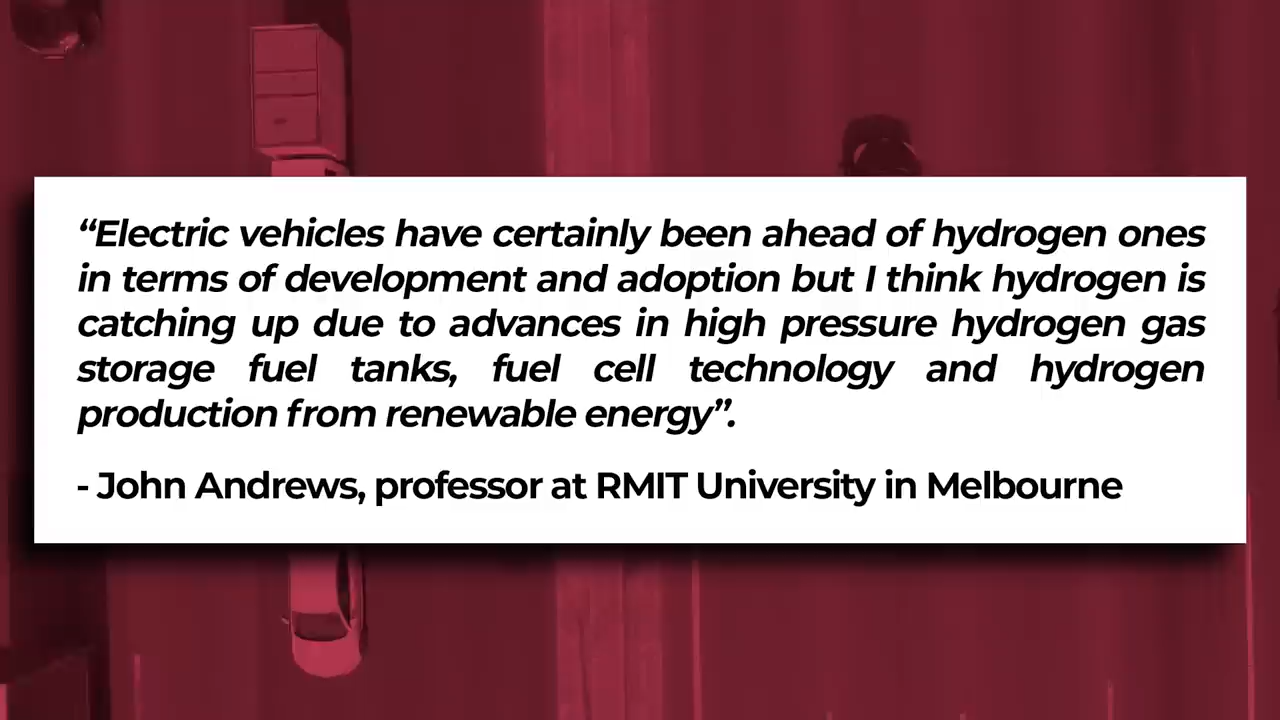 “Electric vehicles have certainly been ahead of hydrogen ones
in terms of development and adoption but I think hydrogen is
catching up due to advances in high pressure hydrogen gas
storage fuel tanks, fuel cell technology and hydrogen
production from renewable energy”.
- John Andrews, professor at RMIT University in Melbourne